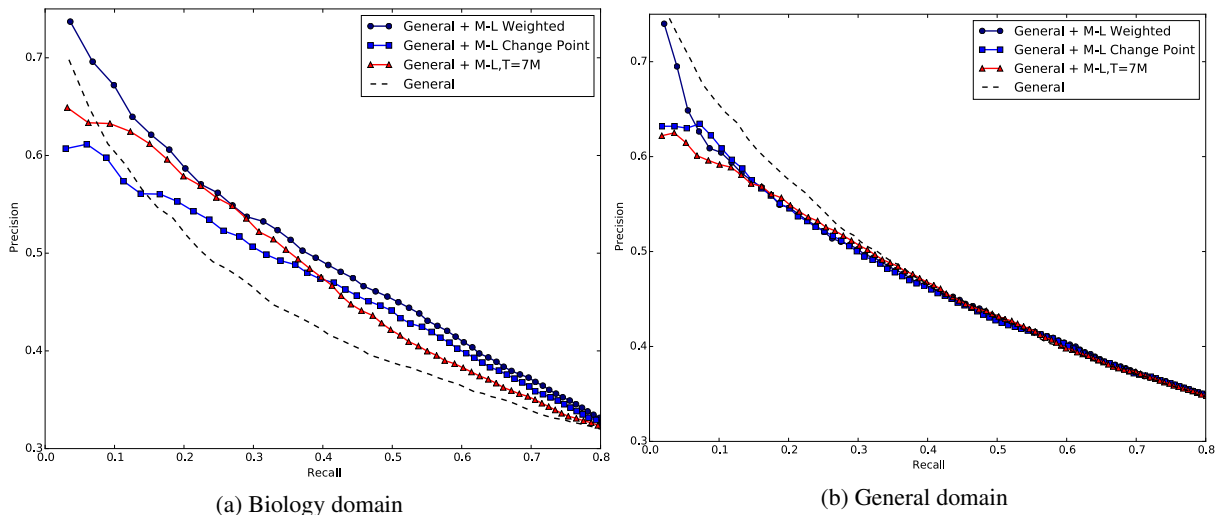 General + M-L Weighted
General + M-L Change Point
General + M-L,T=7M
General
Precision
0.7
0.6
0.5
0.4
0.3
0.0 0.1 0.2 0.3 0.4 0.5 0.6 0.7 0.8
Recall
(a) Biology domain
General + M-L Weighted
General + M-L Change Point
General + M-L,T=7M
General
Precision
0.7
0.6
0.5
0.4
0.3
0.0 0.1 0.2 0.3 0.4 0.5 0.6 0.7 0.8
Recall
(b) General domain